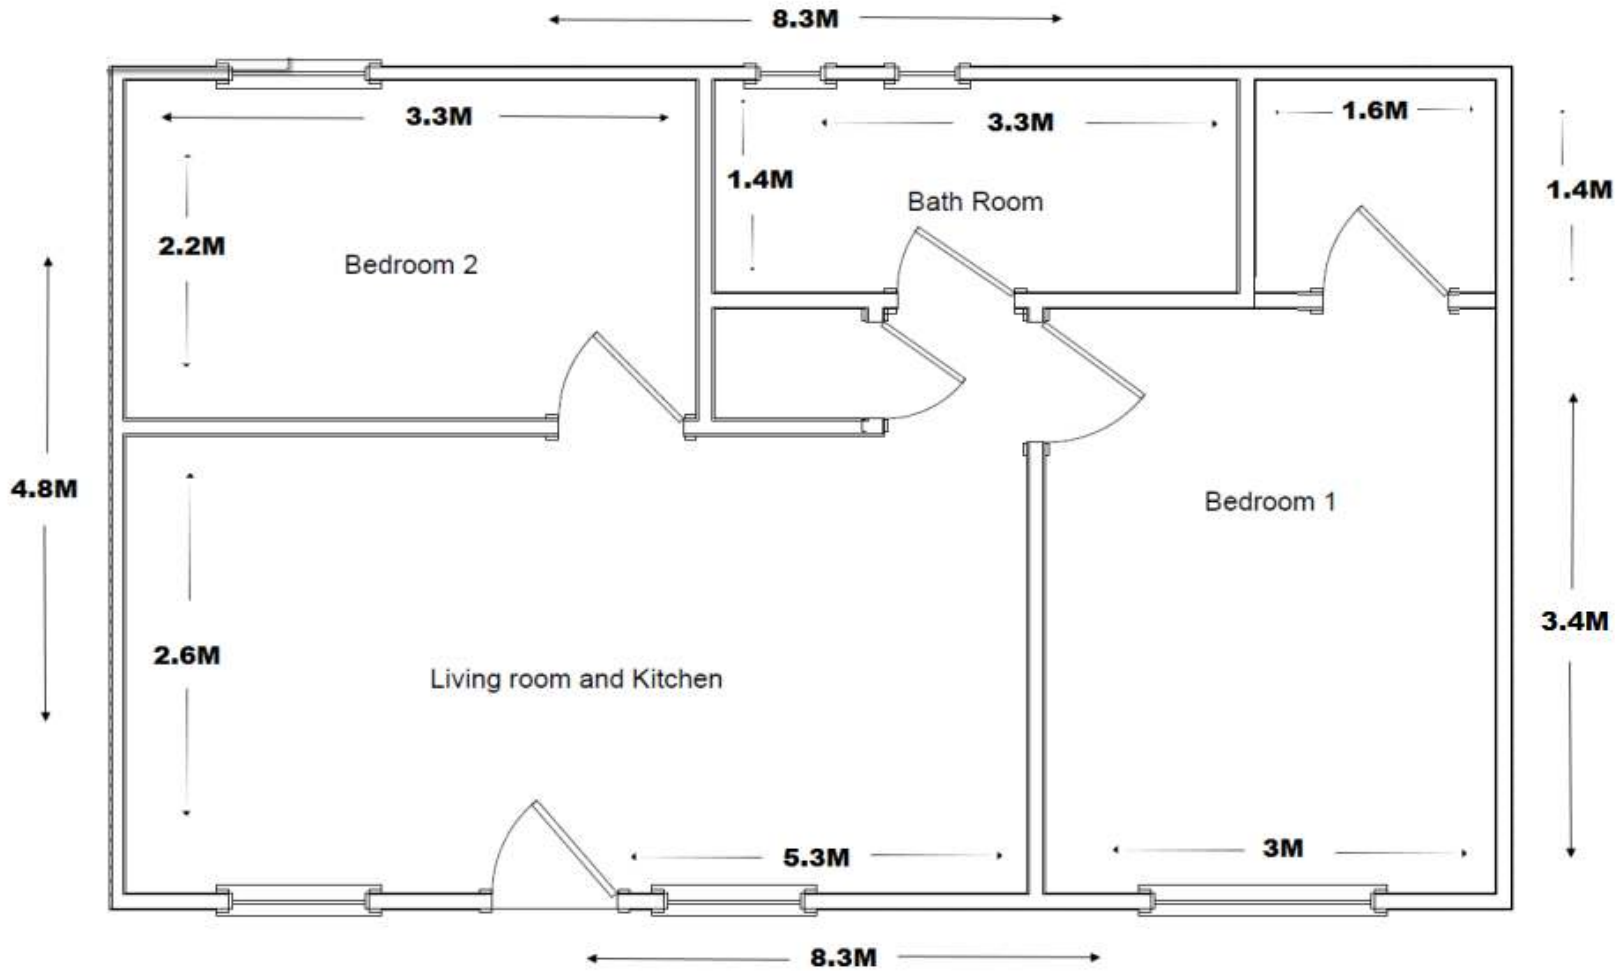 8.3M
3.3M
3.3M
1.6M
1.4M
1.4M
Bath Room
2.2M
Bedroom 2
4.8M
Bedroom 1
3.4M
2.6M
Living room and Kitchen
5.3M
3M
8.3M